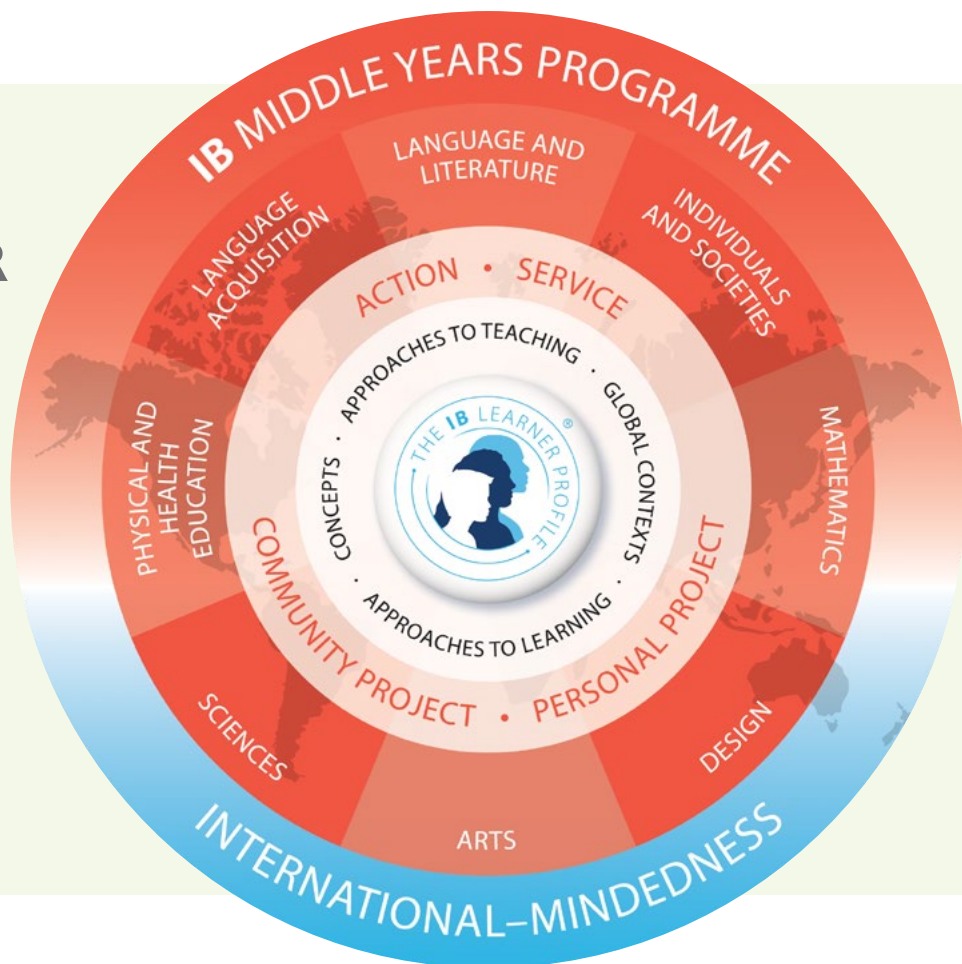 R
IB MIDDLE YEARS PROGRAMME
LANGUAGE AND
LITERATURE
LANGUAGE
ACQUISITION
INDIVIDUALS
AND SOCIETIES
PHYSICAL AND
HEALTH
EDUCATION
MATHEMATICS
SCIENCES
DESIGN
ARTS
ACTION • SERVICE
COMMUNITY PROJECT • PERSONAL PROJECT
APPROACHES TO TEACHING · GLOBAL CONTEXTS · APPROACHES TO LEARNING · CONCEPTS ·
THE IB LEARNER PROFILE ®
INTERNATIONAL–MINDEDNESS